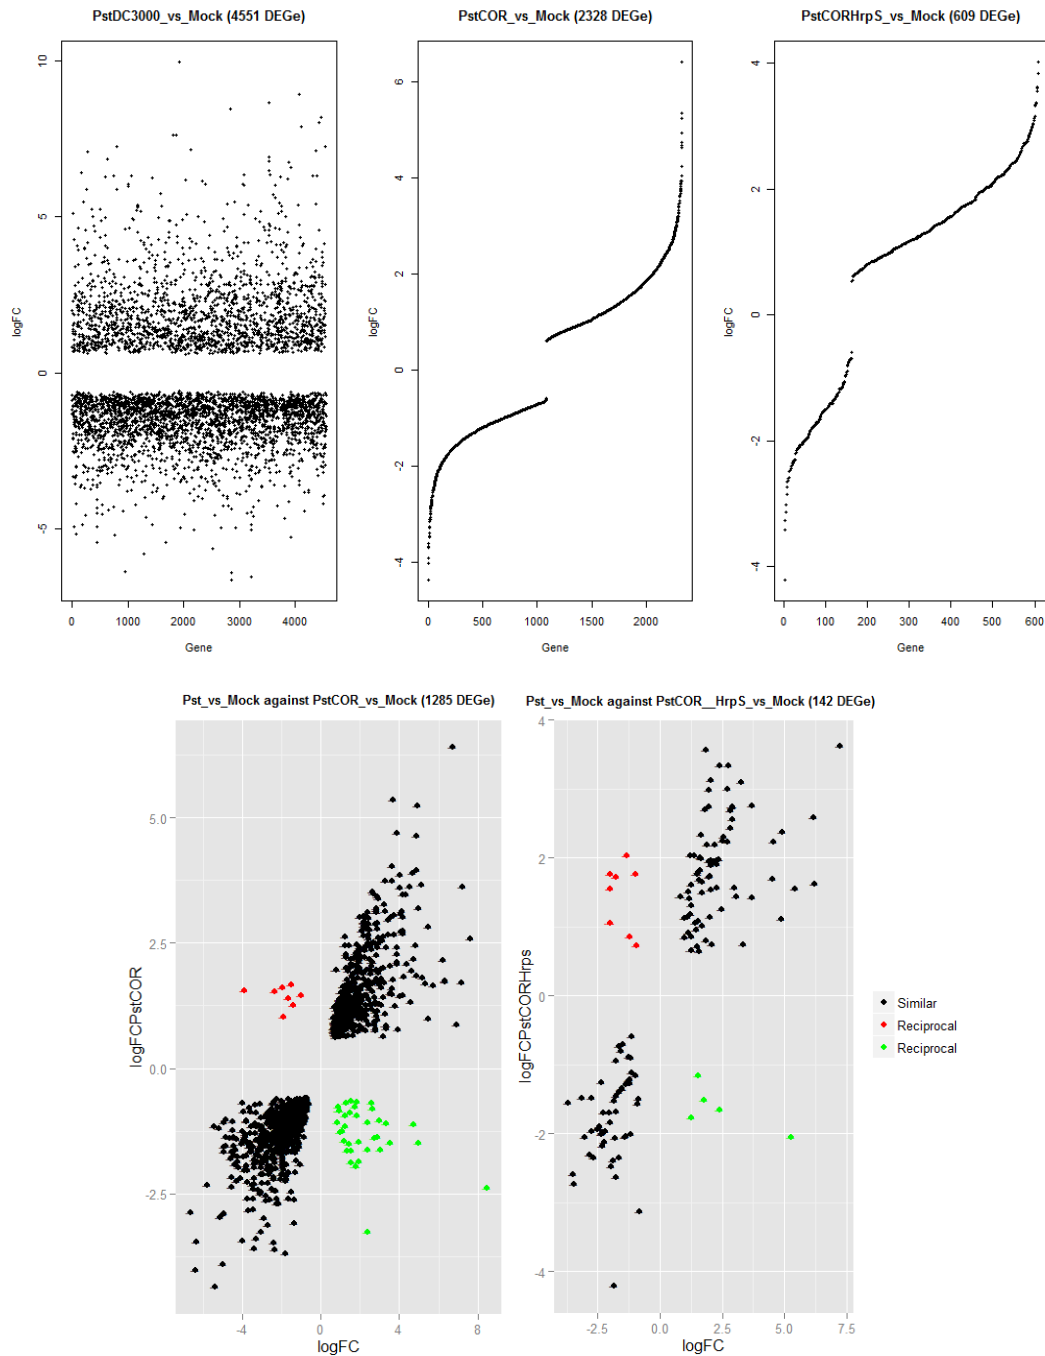 PstDC3000_vs_Mock (4551 DEGe)
PstCOR_vs_Mock (2328 DEGe)
PstCORHrpS_vs_Mock (609 DEGe)
logFC
10
5
0
-5
0 1000 2000 3000 4000
Gene
logFC
6
4
2
0
-2
-4
0 500 1000 1500 2000
Gene
logFC
4
2
0
-2
-4
0 100 200 300 400 500 600
Gene
Pst_vs_Mock against PstCOR_vs_Mock (1285 DEGe)
Pst_vs_Mock against PstCOR__HrpS_vs_Mock (142 DEGe)
logFCPstCOR
5.0
2.5
0.0
-2.5
-4 0 4 8
logFC
logFCPstCORHrps
4
2
0
-2
-4
-2.5 0.0 2.5 5.0 7.5
logFC
Similar
Reciprocal
Reciprocal